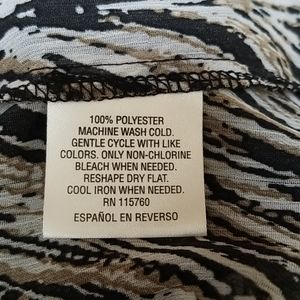 100% POLYESTER
MACHINE WASH COLD.
GENTLE CYCLE WITH LIKE
COLORS. ONLY NON-CHLORINE
BLEACH WHEN NEEDED.
RESHAPE DRY FLAT.
COOL IRON WHEN NEEDED.
RN 115760
ESPAÑOL EN REVERSO